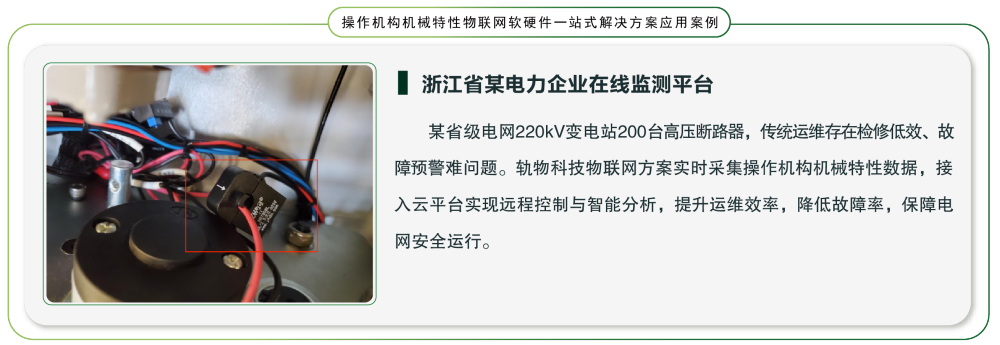 操作机构机械特性物联网软硬件一站式解决方案应用案例
浙江省某电力企业在线监测平台
某省级电网220kV变电站200台高压断路器，传统运维存在检修低效、故
障预警难问题。轨物科技物联网方案实时采集操作机构机械特性数据，接
入云平台实现远程控制与智能分析，提升运维效率，降低故障率，保障电
网安全运行。